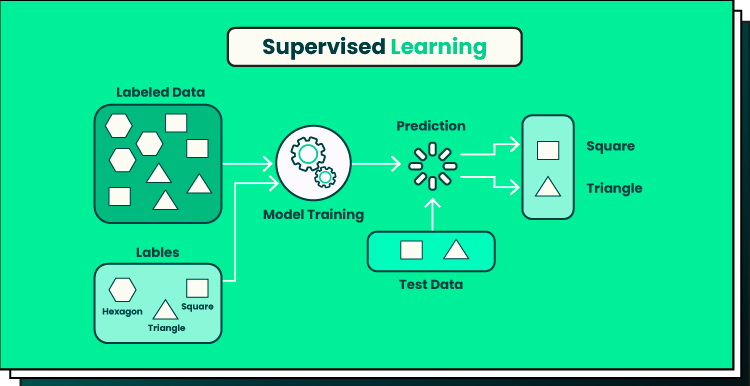 Supervised Learning
Labeled Data
Prediction
Square
Triangle
Model Training
Lables
Test Data
Hexagon
Square
Triangle